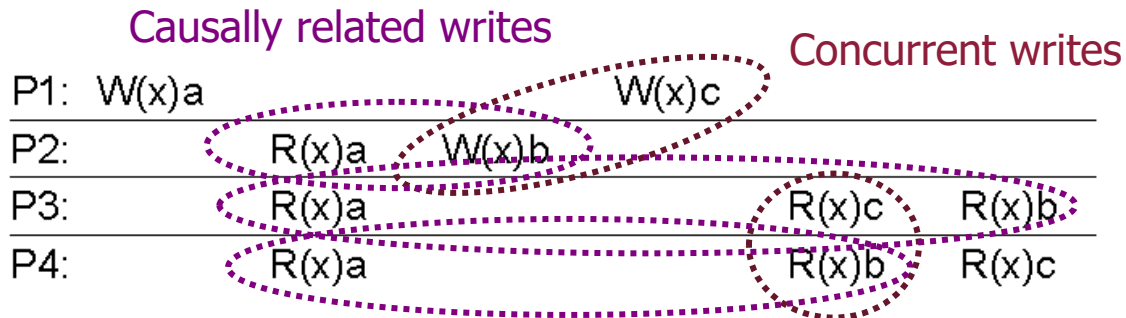 Causally related writes
Concurrent writes
P1: W(x)a W(x)c
P2: R(x)a W(x)b
P3: R(x)a R(x)c R(x)b
P4: R(x)a R(x)b R(x)c